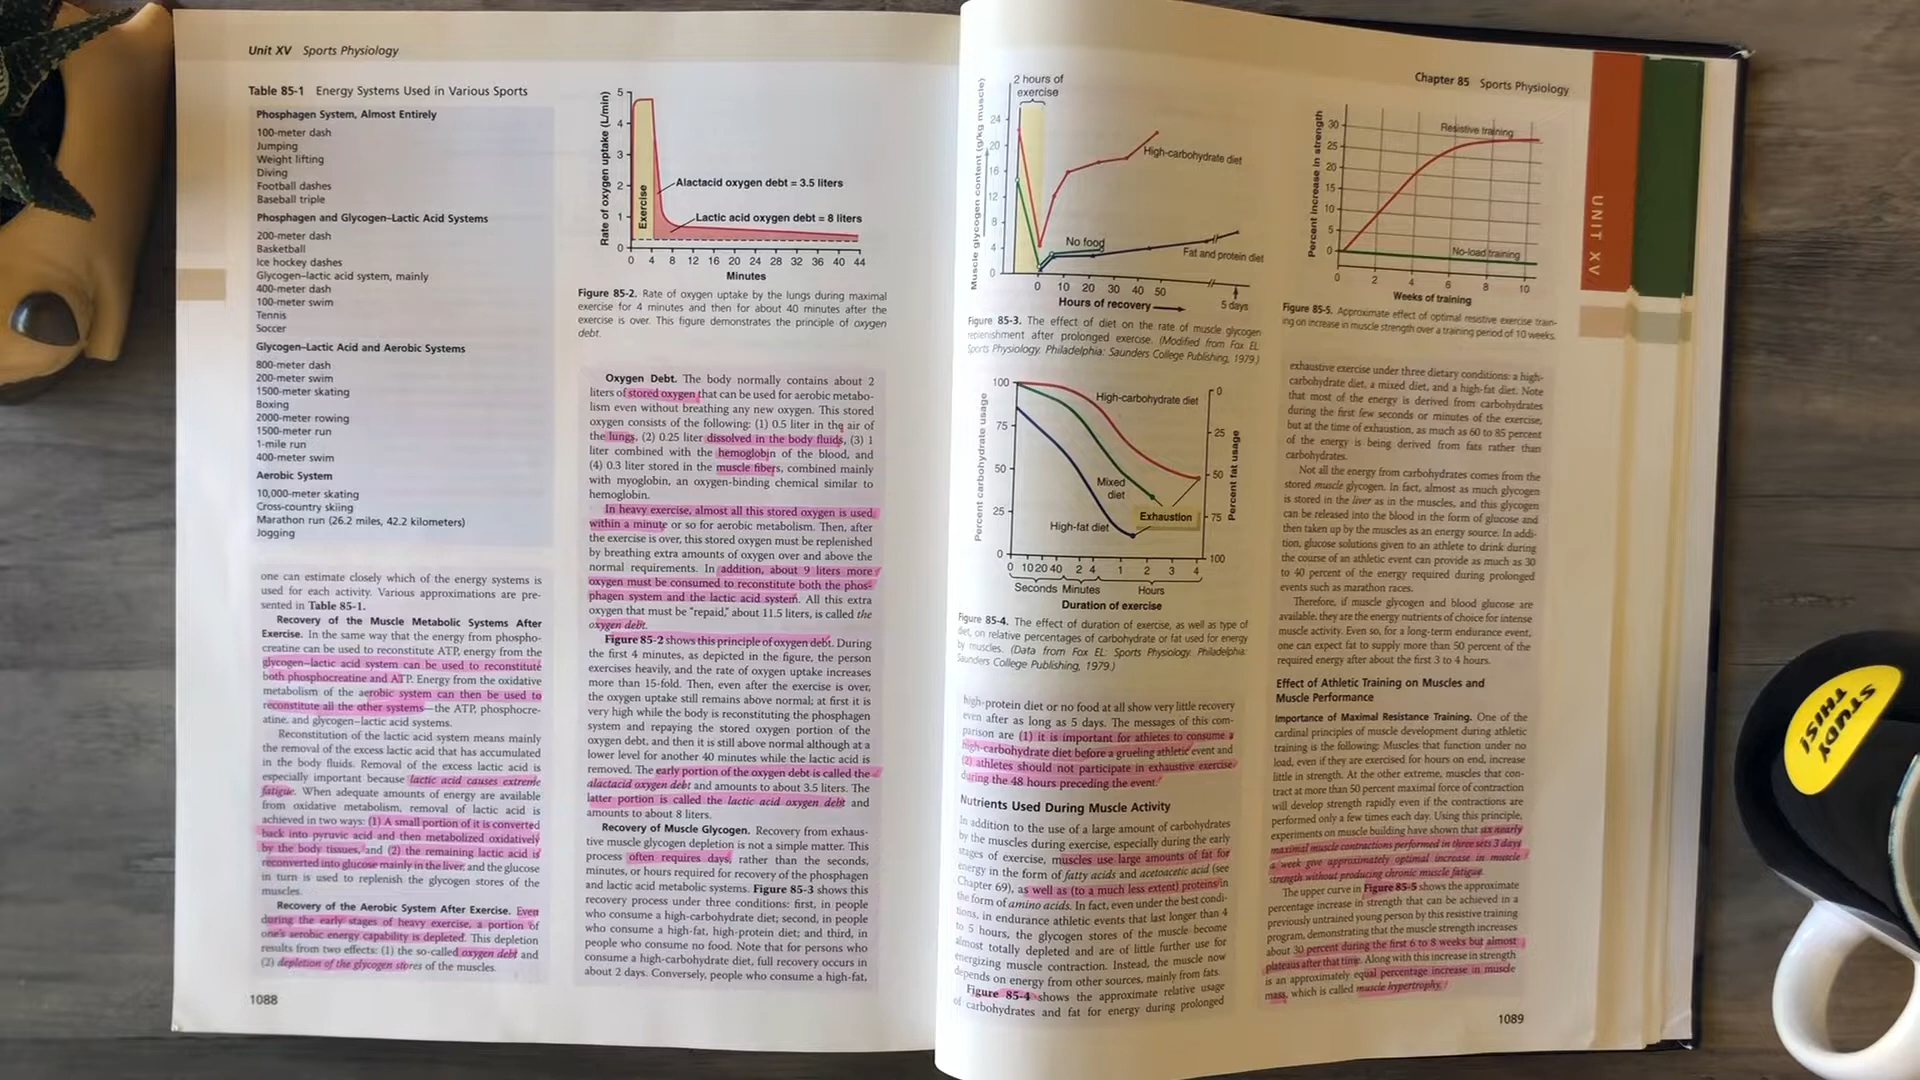 Unit XV Sports Physiology
Table 85-1 Energy Systems Used in Various Sports
Phosphagen System, Almost Entirely
100-meter dash
Jumping
Weight lifting
Diving
Football dashes
Baseball triple
Phosphagen and Glycogen–Lactic Acid Systems
200-meter dash
Basketball
Ice hockey dashes
Glycogen–lactic acid system, mainly
400-meter dash
100-meter swim
Tennis
Soccer
Glycogen–Lactic Acid and Aerobic Systems
800-meter dash
200-meter swim
1500-meter skating
Boxing
2000-meter rowing
1500-meter run
1-mile run
400-meter swim
Aerobic System
10,000-meter skating
Cross-country skiing
Marathon run (26.2 miles, 42.2 kilometers)
Jogging
one can estimate closely which of the energy systems is
used for each activity. Various approximations are pre-
sented in Table 85-1.
Recovery of the Muscle Metabolic Systems After
Exercise. In the same way that the energy from phospho-
creatine can be used to reconstitute ATP, energy from the
glycogen–lactic acid system can be used to reconstitute
both phosphocreatine and ATP. Energy from the oxidative
metabolism of the aerobic system can then be used to
reconstitute all the other systems—the ATP, phosphocre-
atine, and glycogen–lactic acid systems.
Reconstitution of the lactic acid system means mainly
the removal of the excess lactic acid that has accumulated
in the body fluids. Removal of the excess lactic acid is
especially important because lactic acid causes extreme
fatigue. When adequate amounts of energy are available
from oxidative metabolism, removal of lactic acid is
achieved in two ways: (1) A small portion of it is converted
back into pyruvic acid and then metabolized oxidatively
by the body tissues, and (2) the remaining lactic acid is
reconverted into glucose mainly in the liver, and the glucose
in turn is used to replenish the glycogen stores of the
muscles.
Recovery of the Aerobic System After Exercise. Even
during the early stages of heavy exercise, a portion of
one's aerobic energy capability is depleted. This depletion
results from two effects: (1) the so-called oxygen debt and
(2) depletion of the glycogen stores of the muscles.
1088
Rate of oxygen uptake (L/min)
5
4
3
2
1
0
Exercise
Alactacid oxygen debt = 3.5 liters
Lactic acid oxygen debt = 8 liters
0 4 8 12 16 20 24 28 32 36 40 44
Minutes
Figure 85-2. Rate of oxygen uptake by the lungs during maximal
exercise for 4 minutes and then for about 40 minutes after the
exercise is over. This figure demonstrates the principle of oxygen
debt.
Oxygen Debt. The body normally contains about 2
liters of stored oxygen that can be used for aerobic metabo-
lism even without breathing any new oxygen. This stored
oxygen consists of the following: (1) 0.5 liter in the air of
the lungs, (2) 0.25 liter dissolved in the body fluids, (3) 1
liter combined with the hemoglobin of the blood, and
(4) 0.3 liter stored in the muscle fibers, combined mainly
with myoglobin, an oxygen-binding chemical similar to
hemoglobin.
In heavy exercise, almost all this stored oxygen is used
within a minute or so for aerobic metabolism. Then, after
the exercise is over, this stored oxygen must be replenished
by breathing extra amounts of oxygen over and above the
normal requirements. In addition, about 9 liters more
oxygen must be consumed to reconstitute both the phos-
phagen system and the lactic acid system. All this extra
oxygen that must be "repaid," about 11.5 liters, is called the
oxygen debt.
Figure 85-2 shows this principle of oxygen debt. During
the first 4 minutes, as depicted in the figure, the person
exercises heavily, and the rate of oxygen uptake increases
more than 15-fold. Then, even after the exercise is over,
the oxygen uptake still remains above normal; at first it is
very high while the body is reconstituting the phosphagen
system and repaying the stored oxygen portion of the
oxygen debt, and then it is still above normal although at a
lower level for another 40 minutes while the lactic acid is
removed. The early portion of the oxygen debt is called the
alactacid oxygen debt and amounts to about 3.5 liters. The
latter portion is called the lactic acid oxygen debt and
amounts to about 8 liters.
Recovery of Muscle Glycogen. Recovery from exhaus-
tive muscle glycogen depletion is not a simple matter. This
process often requires days, rather than the seconds,
minutes, or hours required for recovery of the phosphagen
and lactic acid metabolic systems. Figure 85-3 shows this
recovery process under three conditions: first, in people
who consume a high-carbohydrate diet; second, in people
who consume a high-fat, high-protein diet; and third, in
people who consume no food. Note that for persons who
consume a high-carbohydrate diet, full recovery occurs in
about 2 days. Conversely, people who consume a high-fat,
Muscle glycogen content (g/kg muscle)
2 hours of
exercise
24
20
16
12
8
4
0
High-carbohydrate diet
No food
Fat and protein diet
0 10 20 30 40 50
5 days
Hours of recovery
Figure 85-3. The effect of diet on the rate of muscle glycogen
replenishment after prolonged exercise. (Modified from Fox EL:
Sports Physiology. Philadelphia: Saunders College Publishing, 1979.)
Percent carbohydrate usage
100
75
50
25
0
High-carbohydrate diet
Mixed
diet
High-fat diet
Exhaustion
0
25
50
75
100
Percent fat usage
0 10 20 40 2 4 1 2 3 4
Seconds Minutes Hours
Duration of exercise
Figure 85-4. The effect of duration of exercise, as well as type of
diet, on relative percentages of carbohydrate or fat used for energy
by muscles. (Data from Fox EL: Sports Physiology. Philadelphia:
Saunders College Publishing, 1979.)
high-protein diet or no food at all show very little recovery
even after as long as 5 days. The messages of this com-
parison are (1) it is important for athletes to consume a
high-carbohydrate diet before a grueling athletic event and
(2) athletes should not participate in exhaustive exercise
during the 48 hours preceding the event.
Nutrients Used During Muscle Activity
In addition to the use of a large amount of carbohydrates
by the muscles during exercise, especially during the early
stages of exercise, muscles use large amounts of fat for
energy in the form of fatty acids and acetoacetic acid (see
Chapter 69), as well as (to a much less extent) proteins in
the form of amino acids. In fact, even under the best condi-
tions, in endurance athletic events that last longer than 4
to 5 hours, the glycogen stores of the muscle become
almost totally depleted and are of little further use for
energizing muscle contraction. Instead, the muscle now
depends on energy from other sources, mainly from fats.
Figure 85-4 shows the approximate relative usage
of carbohydrates and fat for energy during prolonged
Chapter 85 Sports Physiology
Percent increase in strength
30
25
20
15
10
5
0
Resistive training
No-load training
0 2 4 6 8 10
Weeks of training
Figure 85-5. Approximate effect of optimal resistive exercise train-
ing on increase in muscle strength over a training period of 10 weeks.
exhaustive exercise under three dietary conditions: a high-
carbohydrate diet, a mixed diet, and a high-fat diet. Note
that most of the energy is derived from carbohydrates
during the first few seconds or minutes of the exercise,
but at the time of exhaustion, as much as 60 to 85 percent
of the energy is being derived from fats rather than
carbohydrates.
Not all the energy from carbohydrates comes from the
stored muscle glycogen. In fact, almost as much glycogen
is stored in the liver as in the muscles, and this glycogen
can be released into the blood in the form of glucose and
then taken up by the muscles as an energy source. In addi-
tion, glucose solutions given to an athlete to drink during
the course of an athletic event can provide as much as 30
to 40 percent of the energy required during prolonged
events such as marathon races.
Therefore, if muscle glycogen and blood glucose are
available, they are the energy nutrients of choice for intense
muscle activity. Even so, for a long-term endurance event,
one can expect fat to supply more than 50 percent of the
required energy after about the first 3 to 4 hours.
Effect of Athletic Training on Muscles and
Muscle Performance
Importance of Maximal Resistance Training. One of the
cardinal principles of muscle development during athletic
training is the following: Muscles that function under no
load, even if they are exercised for hours on end, increase
little in strength. At the other extreme, muscles that con-
tract at more than 50 percent maximal force of contraction
will develop strength rapidly even if the contractions are
performed only a few times each day. Using this principle,
experiments on muscle building have shown that six nearly
maximal muscle contractions performed in three sets 3 days
a week give approximately optimal increase in muscle
strength without producing chronic muscle fatigue.
The upper curve in Figure 85-5 shows the approximate
percentage increase in strength that can be achieved in a
previously untrained young person by this resistive training
program, demonstrating that the muscle strength increases
about 30 percent during the first 6 to 8 weeks but almost
plateaus after that time. Along with this increase in strength
is an approximately equal percentage increase in muscle
mass, which is called muscle hypertrophy.
1089
UNIT XV
STUDY
THIS!